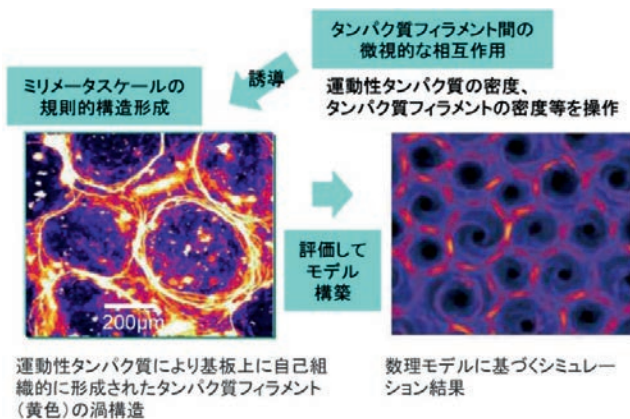 タンパク質フィラメント間の
微視的な相互作用
誘導
ミリメータスケールの
規則的構造形成
運動性タンパク質の密度、
タンパク質フィラメントの密度等を操作
評価して
モデル
構築
200μm
運動性タンパク質により基板上に自己組
織的に形成されたタンパク質フィラメント
(黄色)の渦構造
数理モデルに基づくシミュレー
ション結果